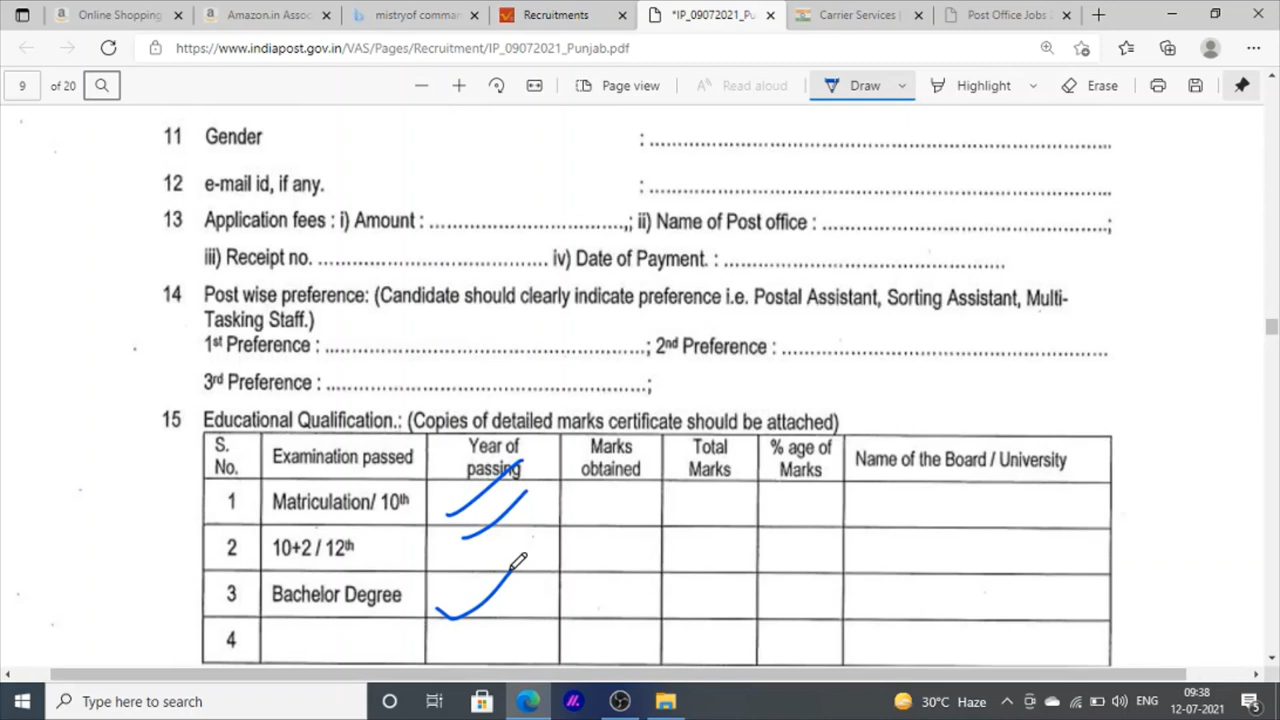 Online Shopping
Amazon.in Assoc
mistryof comman
Recruitments
*IP_09072021_Pu
Carrier Services |
Post Office Jobs 2
https://www.indiapost.gov.in/VAS/Pages/Recruitment/IP_09072021_Punjab.pdf
9 of 20
Page view
Read aloud
Draw
Highlight
Erase
11 Gender : ........................
12 e-mail id, if any. : ........................
13 Application fees : i) Amount : ........................,; ii) Name of Post office : ........................;
iii) Receipt no. ........................ iv) Date of Payment. : ........................
14 Post wise preference: (Candidate should clearly indicate preference i.e. Postal Assistant, Sorting Assistant, Multi-
Tasking Staff.)
1st Preference : ........................; 2nd Preference : ........................
3rd Preference : ........................;
15 Educational Qualification.: (Copies of detailed marks certificate should be attached)
S. No. Examination passed Year of passing Marks obtained Total Marks % age of Marks Name of the Board / University
1 Matriculation/ 10th
2 10+2 / 12th
3 Bachelor Degree
4
Type here to search
30°C Haze
ENG
09:38
12-07-2021
5